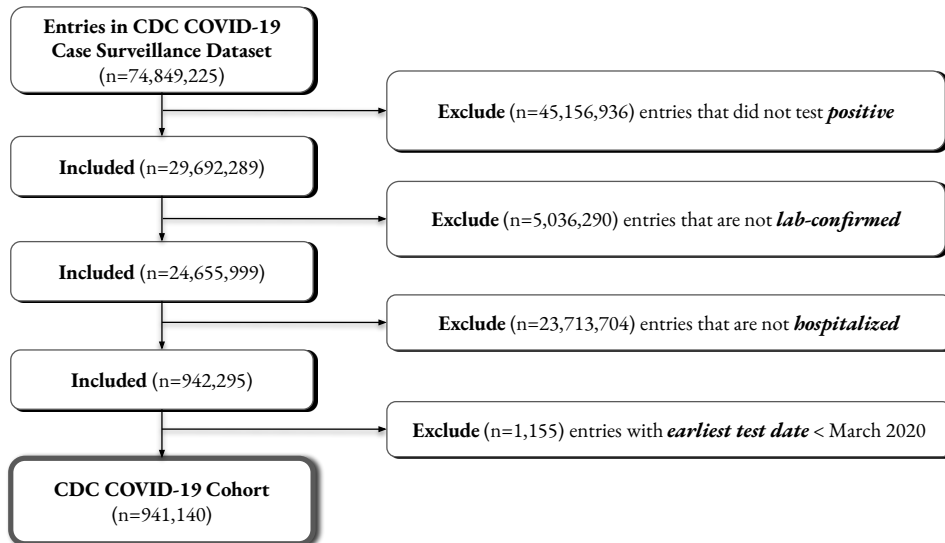 Entries in CDC COVID-19
Case Surveillance Dataset
(n=74,849,225)
Exclude (n=45,156,936) entries that did not test positive
Included (n=29,692,289)
Exclude (n=5,036,290) entries that are not lab-confirmed
Included (n=24,655,999)
Exclude (n=23,713,704) entries that are not hospitalized
Included (n=942,295)
Exclude (n=1,155) entries with earliest test date < March 2020
CDC COVID-19 Cohort
(n=941,140)